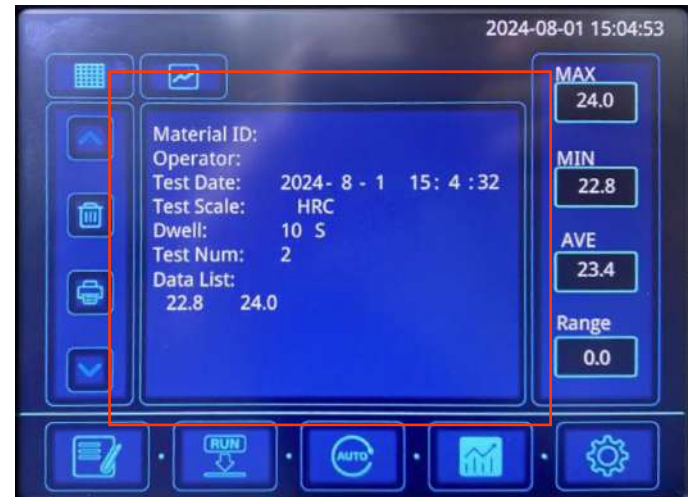 2024-08-01 15:04:53
Material ID:
Operator:
Test Date: 2024- 8 - 1 15: 4 :32
Test Scale: HRC
Dwell: 10 S
Test Num: 2
Data List:
22.8 24.0
MAX
24.0
MIN
22.8
AVE
23.4
Range
0.0
RUN
AUTO